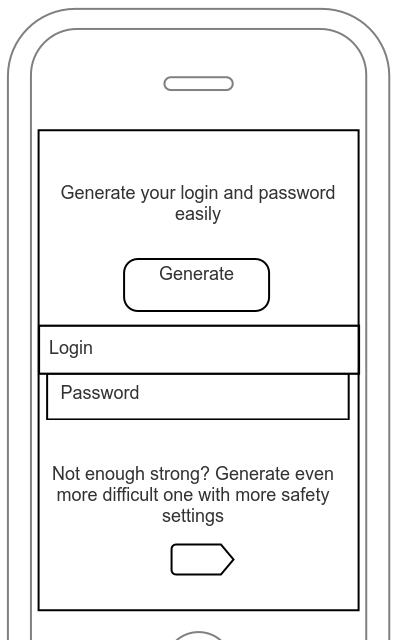 Generate your login and password
easily
Generate
Login
Password
Not enough strong? Generate even
more difficult one with more safety
settings